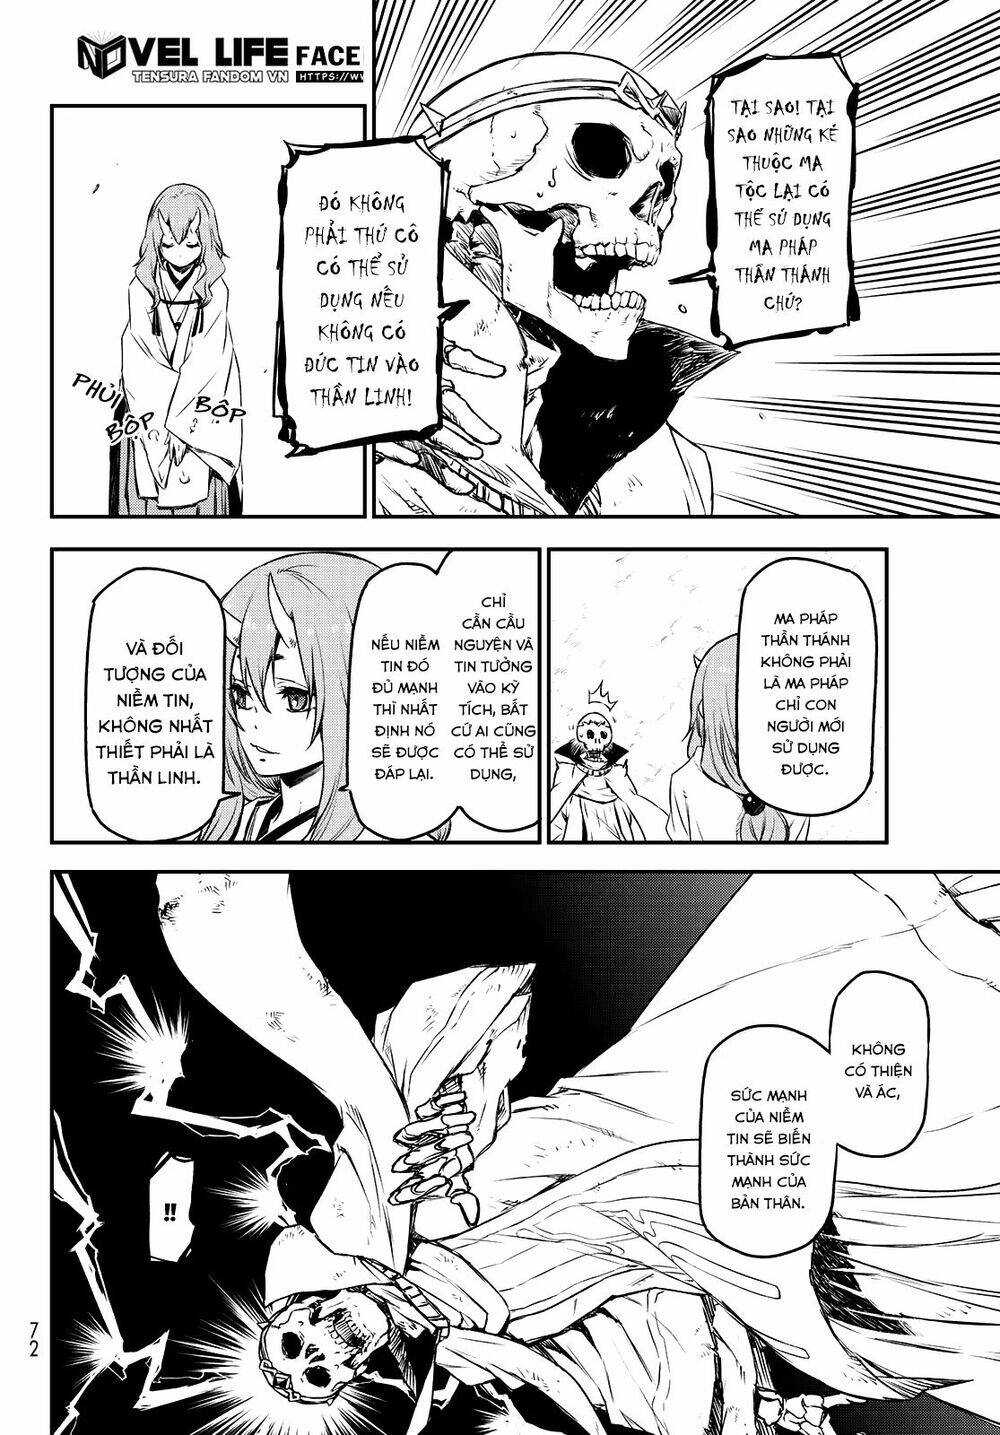 NOVEL LIFE FACE
TENSURA FANDOM VN HTTPS://W
TẠI SAO! TẠI
SAO NHỮNG KẺ
THUỘC MA
TỘC LẠI CÓ
THỂ SỬ DỤNG
MA PHÁP
THẦN THÁNH
CHỨ?
ĐÓ KHÔNG
PHẢI THỨ CÔ
CÓ THỂ SỬ
DỤNG NẾU
KHÔNG CÓ
ĐỨC TIN VÀO
THẦN LINH!
PHỦI
BỘP
BỘP
MA PHÁP
THẦN THÁNH
KHÔNG PHẢI
LÀ MA PHÁP
CHỈ CON
NGƯỜI MỚI
SỬ DỤNG
ĐƯỢC.
CHỈ
CẦN CẦU
NGUYỆN VÀ
TIN TƯỞNG
VÀO KỲ
TÍCH, BẤT
CỨ AI CŨNG
CÓ THỂ SỬ
DỤNG,
NẾU NIỀM
TIN ĐÓ
ĐỦ MẠNH
THÌ NHẤT
ĐỊNH NÓ
SẼ ĐƯỢC
ĐÁP LẠI.
VÀ ĐỐI
TƯỢNG CỦA
NIỀM TIN,
KHÔNG NHẤT
THIẾT PHẢI LÀ
THẦN LINH.
KHÔNG
CÓ THIỆN
VÀ ÁC,
SỨC MẠNH
CỦA NIỀM
TIN SẼ BIẾN
THÀNH SỨC
MẠNH CỦA
BẢN THÂN.
!!
72